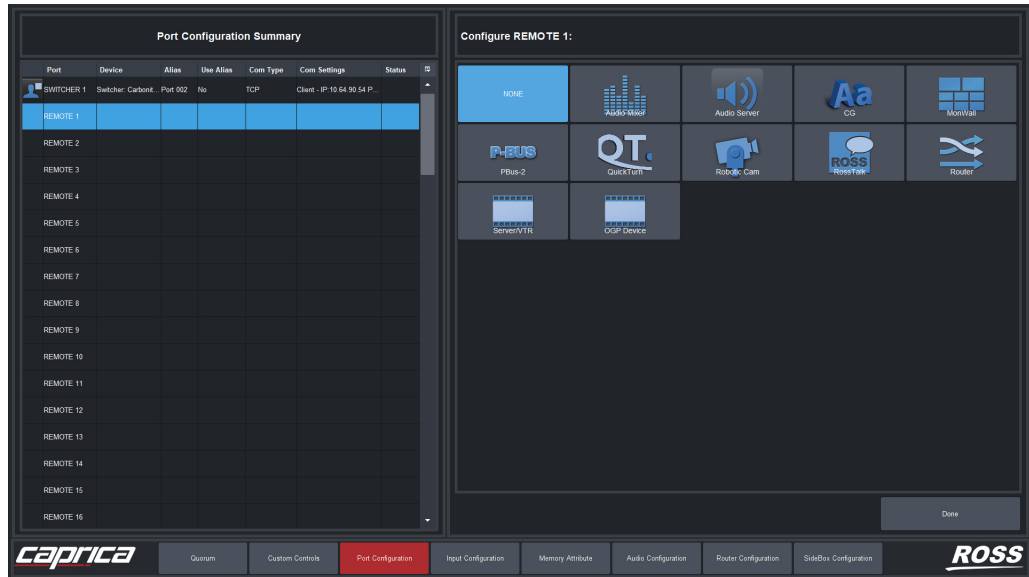 Port Configuration Summary
Port Device Alias Use Alias Com Type Com Settings Status
SWITCHER 1 Switcher: Carbonit... Port 002 No TCP Client - IP:10.64.90.54 P...
REMOTE 1
REMOTE 2
REMOTE 3
REMOTE 4
REMOTE 5
REMOTE 6
REMOTE 7
REMOTE 8
REMOTE 9
REMOTE 10
REMOTE 11
REMOTE 12
REMOTE 13
REMOTE 14
REMOTE 15
REMOTE 16
Configure REMOTE 1:
NONE
Audio Mixer
Audio Server
Aa
CG
MonWall
P-BUS
PBus-2
QT.
QuickTurn
Robotic Cam
ROSS
RossTalk
Router
Server/VTR
OGP Device
Done
caprica Quorum Custom Controls Port Configuration Input Configuration Memory Attribute Audio Configuration Router Configuration SideBox Configuration ROSS